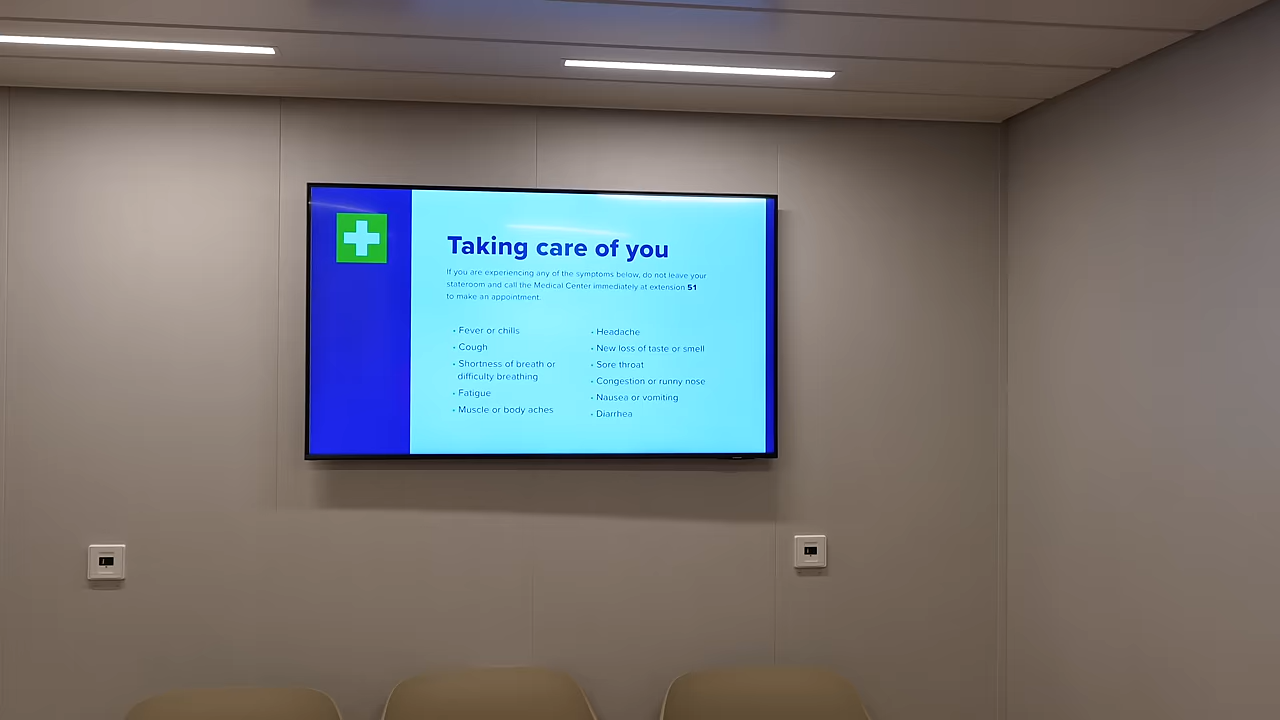 Taking care of you
If you are experiencing any of the symptoms below, do not leave your
stateroom and call the Medical Center immediately at extension 51
to make an appointment.
• Fever or chills
• Cough
• Shortness of breath or
difficulty breathing
• Fatigue
• Muscle or body aches
• Headache
• New loss of taste or smell
• Sore throat
• Congestion or runny nose
• Nausea or vomiting
• Diarrhea